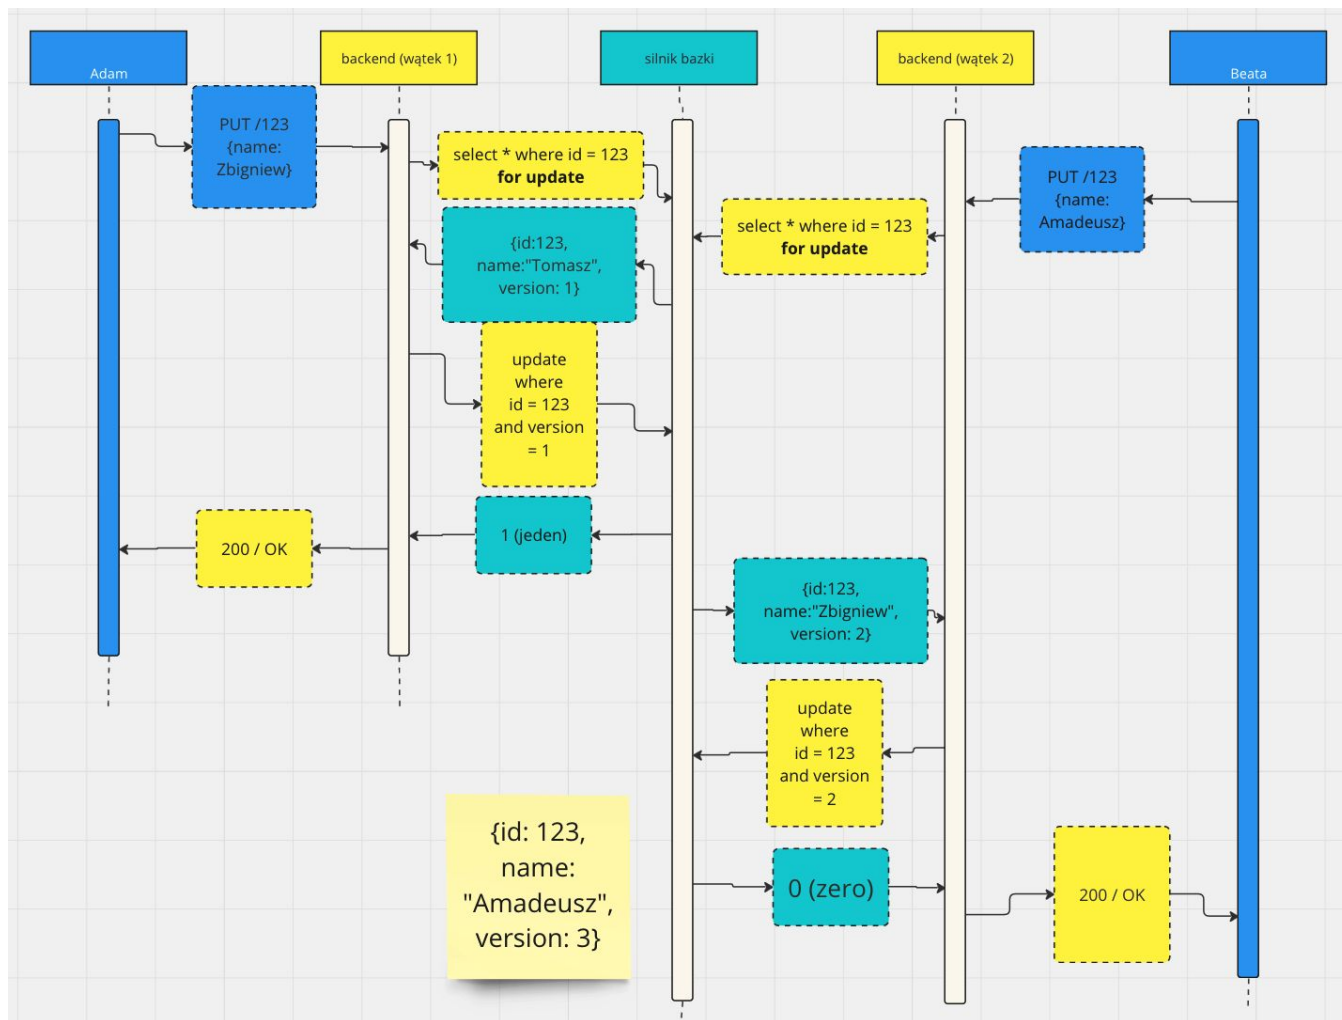 Adam
backend (wątek 1)
silnik bazki
backend (wątek 2)
Beata
PUT /123
{name:
Zbigniew}
select * where id = 123
for update
PUT /123
{name:
Amadeusz}
select * where id = 123
for update
{id:123,
name:"Tomasz",
version: 1}
update
where
id = 123
and version
= 1
1 (jeden)
200 / OK
{id:123,
name:"Zbigniew",
version: 2}
update
where
id = 123
and version
= 2
{id: 123,
name:
"Amadeusz",
version: 3}
0 (zero)
200 / OK